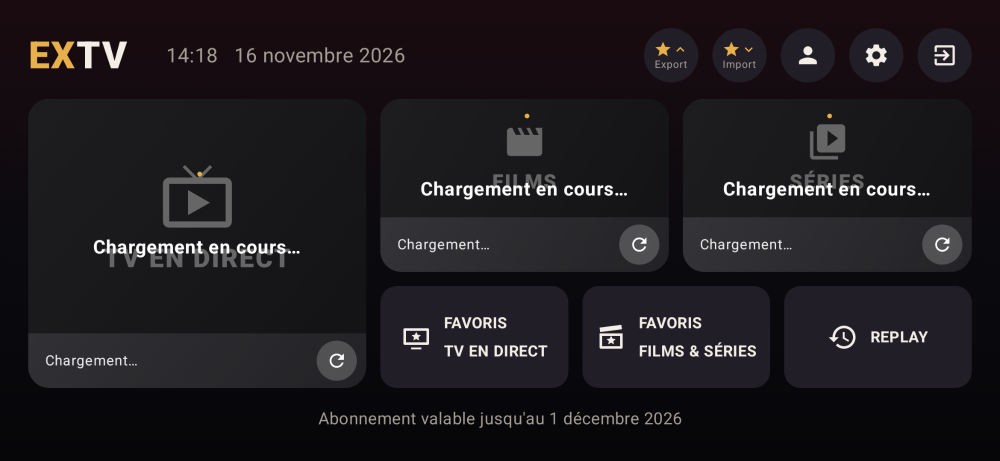 EXTV
14:18 16 novembre 2026
Export
Import
TV EN DIRECT
Chargement en cours...
Chargement...
FILMS
Chargement en cours...
Chargement...
SÉRIES
Chargement en cours...
Chargement...
FAVORIS
TV EN DIRECT
FAVORIS
FILMS & SÉRIES
REPLAY
Abonnement valable jusqu'au 1 décembre 2026